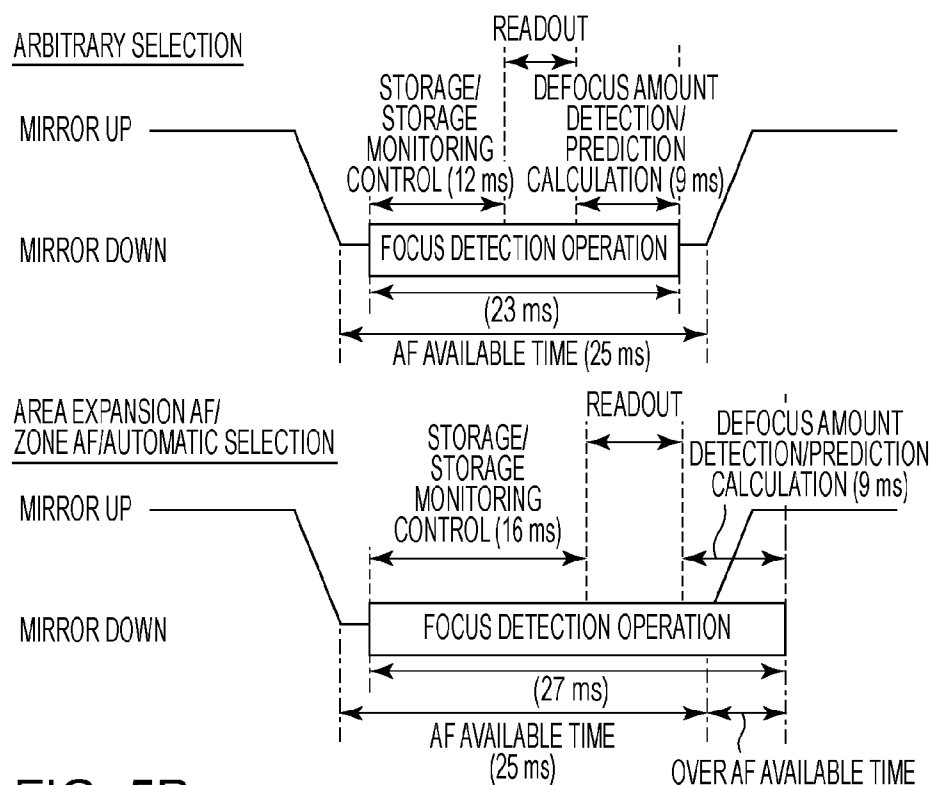 ARBITRARY SELECTION
READOUT
STORAGE/
STORAGE
MONITORING
CONTROL (12 ms)
DEFOCUS AMOUNT
DETECTION/
PREDICTION
CALCULATION (9 ms)
MIRROR UP
MIRROR DOWN
FOCUS DETECTION OPERATION
(23 ms)
AF AVAILABLE TIME (25 ms)
AREA EXPANSION AF/
ZONE AF/AUTOMATIC SELECTION
READOUT
STORAGE/
STORAGE
MONITORING
CONTROL (16 ms)
DEFOCUS AMOUNT
DETECTION/PREDICTION
CALCULATION (9 ms)
MIRROR UP
MIRROR DOWN
FOCUS DETECTION OPERATION
(27 ms)
AF AVAILABLE TIME
(25 ms)
OVER AF AVAILABLE TIME